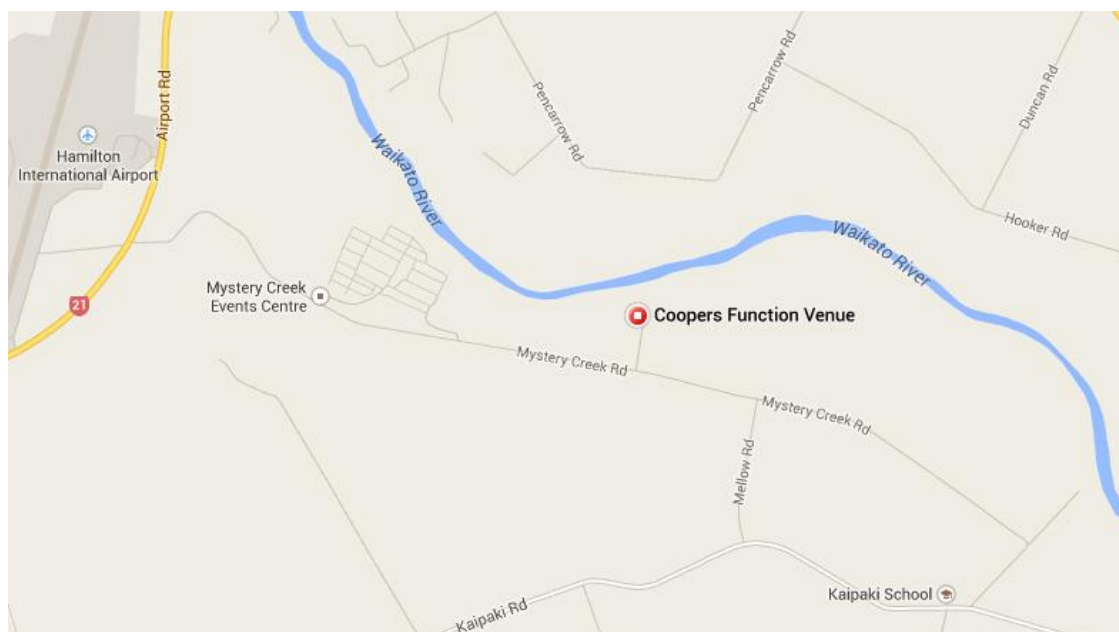 Airport Rd
Pencarrow Rd
Pencarrow Rd
Duncan Rd
Hamilton
International Airport
Waikato River
Hooker Rd
Waikato River
Mystery Creek
Events Centre
21
Coopers Function Venue
Mystery Creek Rd
Mystery Creek Rd
Mellow Rd
Kaipaki School
Kaipaki Rd